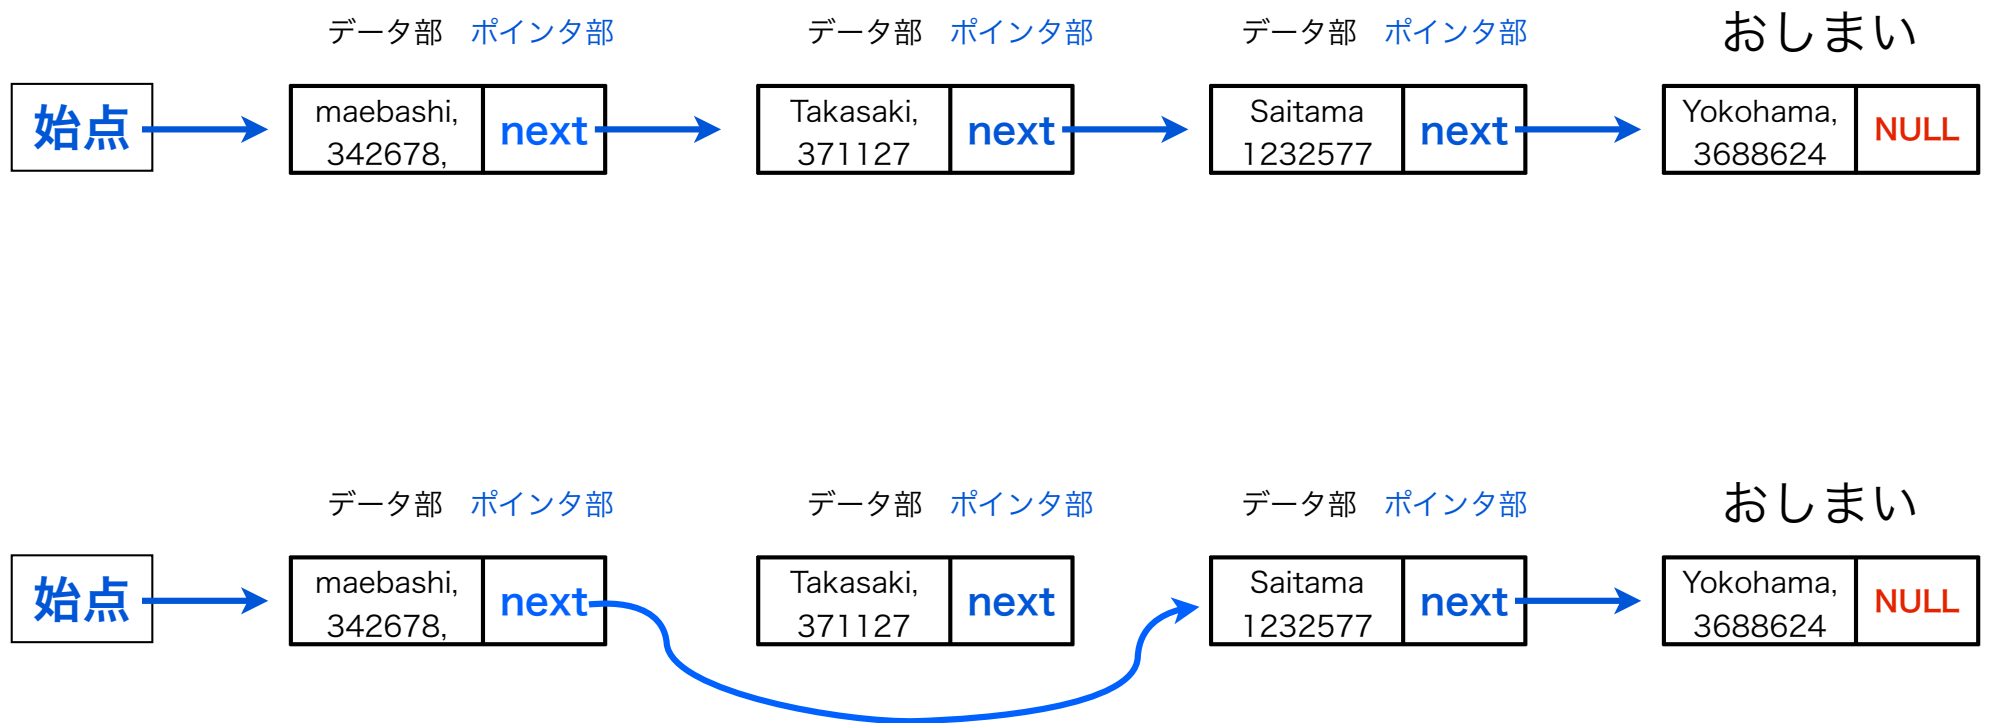 データ部 ポインタ部 データ部 ポインタ部 データ部 ポインタ部 おしまい
始点
maebashi,
342678,
next
Takasaki,
371127
next
Saitama
1232577
next
Yokohama,
3688624
NULL
データ部 ポインタ部 データ部 ポインタ部 データ部 ポインタ部 おしまい
始点
maebashi,
342678,
next
Takasaki,
371127
next
Saitama
1232577
next
Yokohama,
3688624
NULL